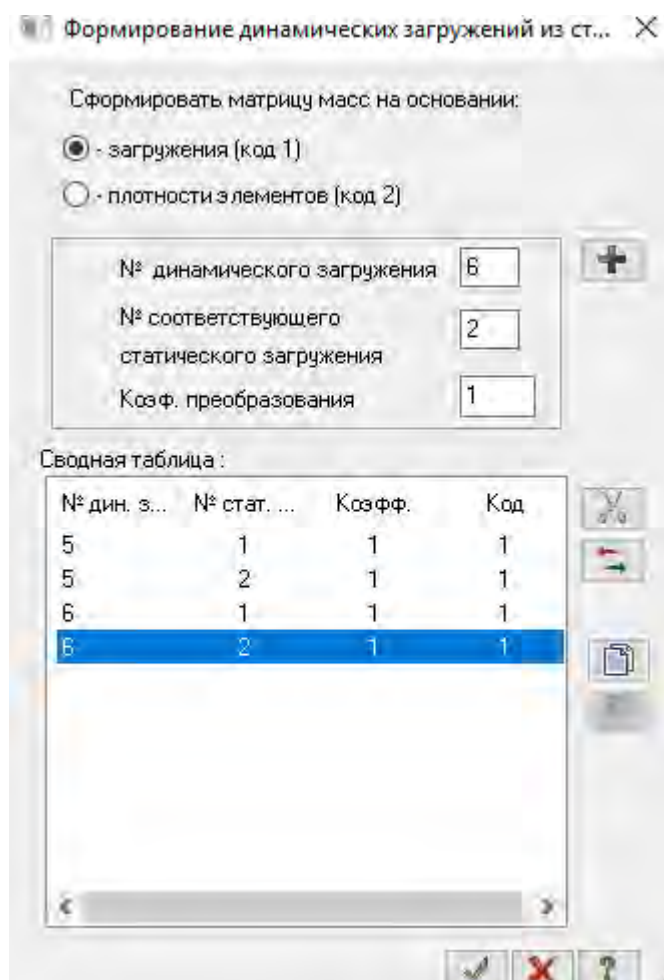 Формирование динамических загружений из ст...
Сформировать матрицу масс на основании:
- загружения (код 1)
- плотности элементов (код 2)
№ динамического загружения 6
№ соответствующего
статического загружения 2
Коэф. преобразования 1
Сводная таблица :
№ дин. з... № стат. ... Коэфф. Код
5 1 1 1
5 2 1 1
6 1 1 1
6 2 1 1